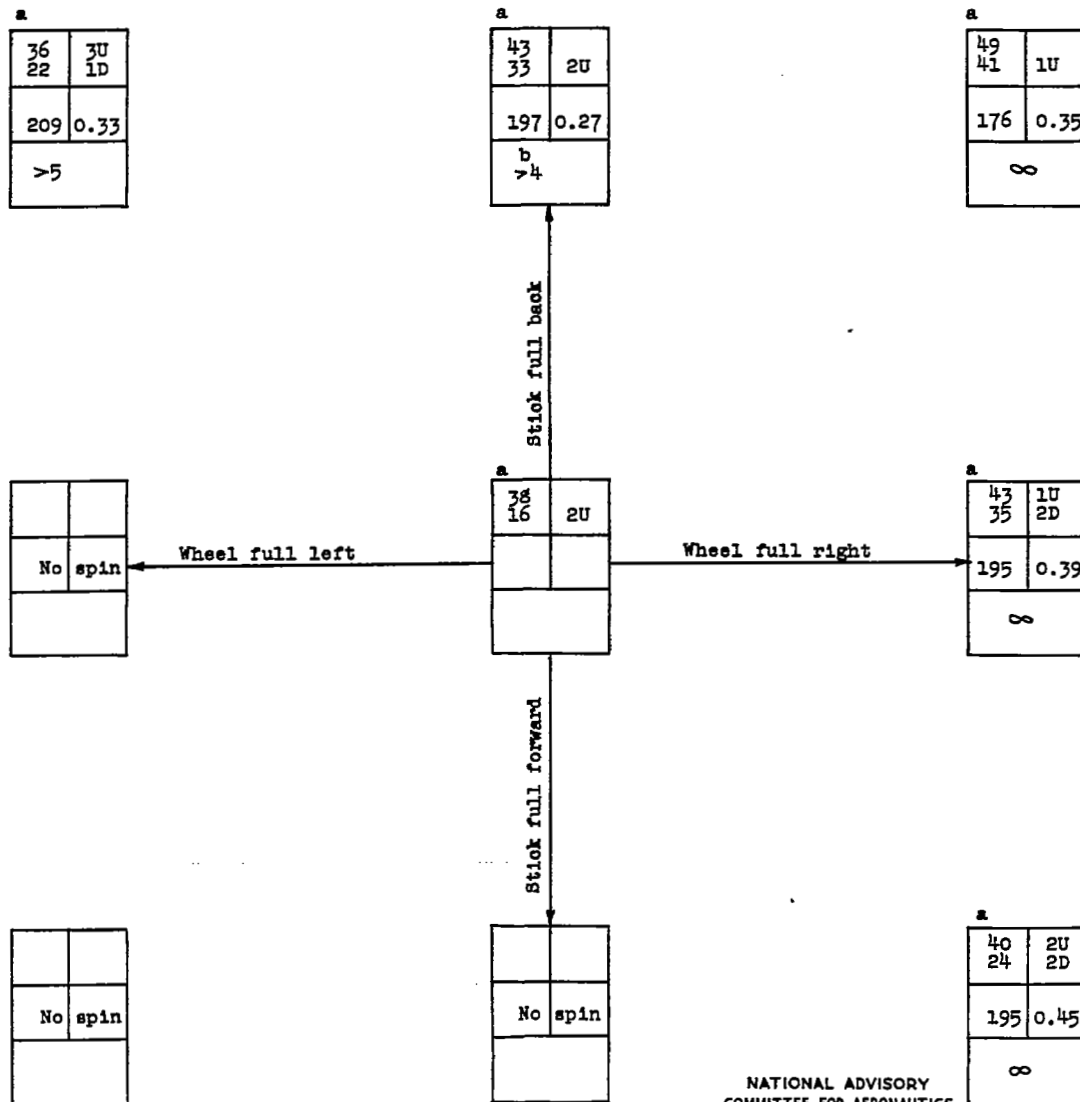 a a a
36 3U 43 49
22 1D 33 2U 41 1U
209 0.33 197 0.27 176 0.35
b
>5 >4 ∞
Stick full back
a a
38 43 1U
16 2U 35 2D
Wheel full left Wheel full right
No spin 195 0.39
∞
Stick full forward
a
40 2U
24 2D
No spin No spin 195 0.45
∞
NATIONAL ADVISORY
COMMITTEE FOR AERONAUTICS